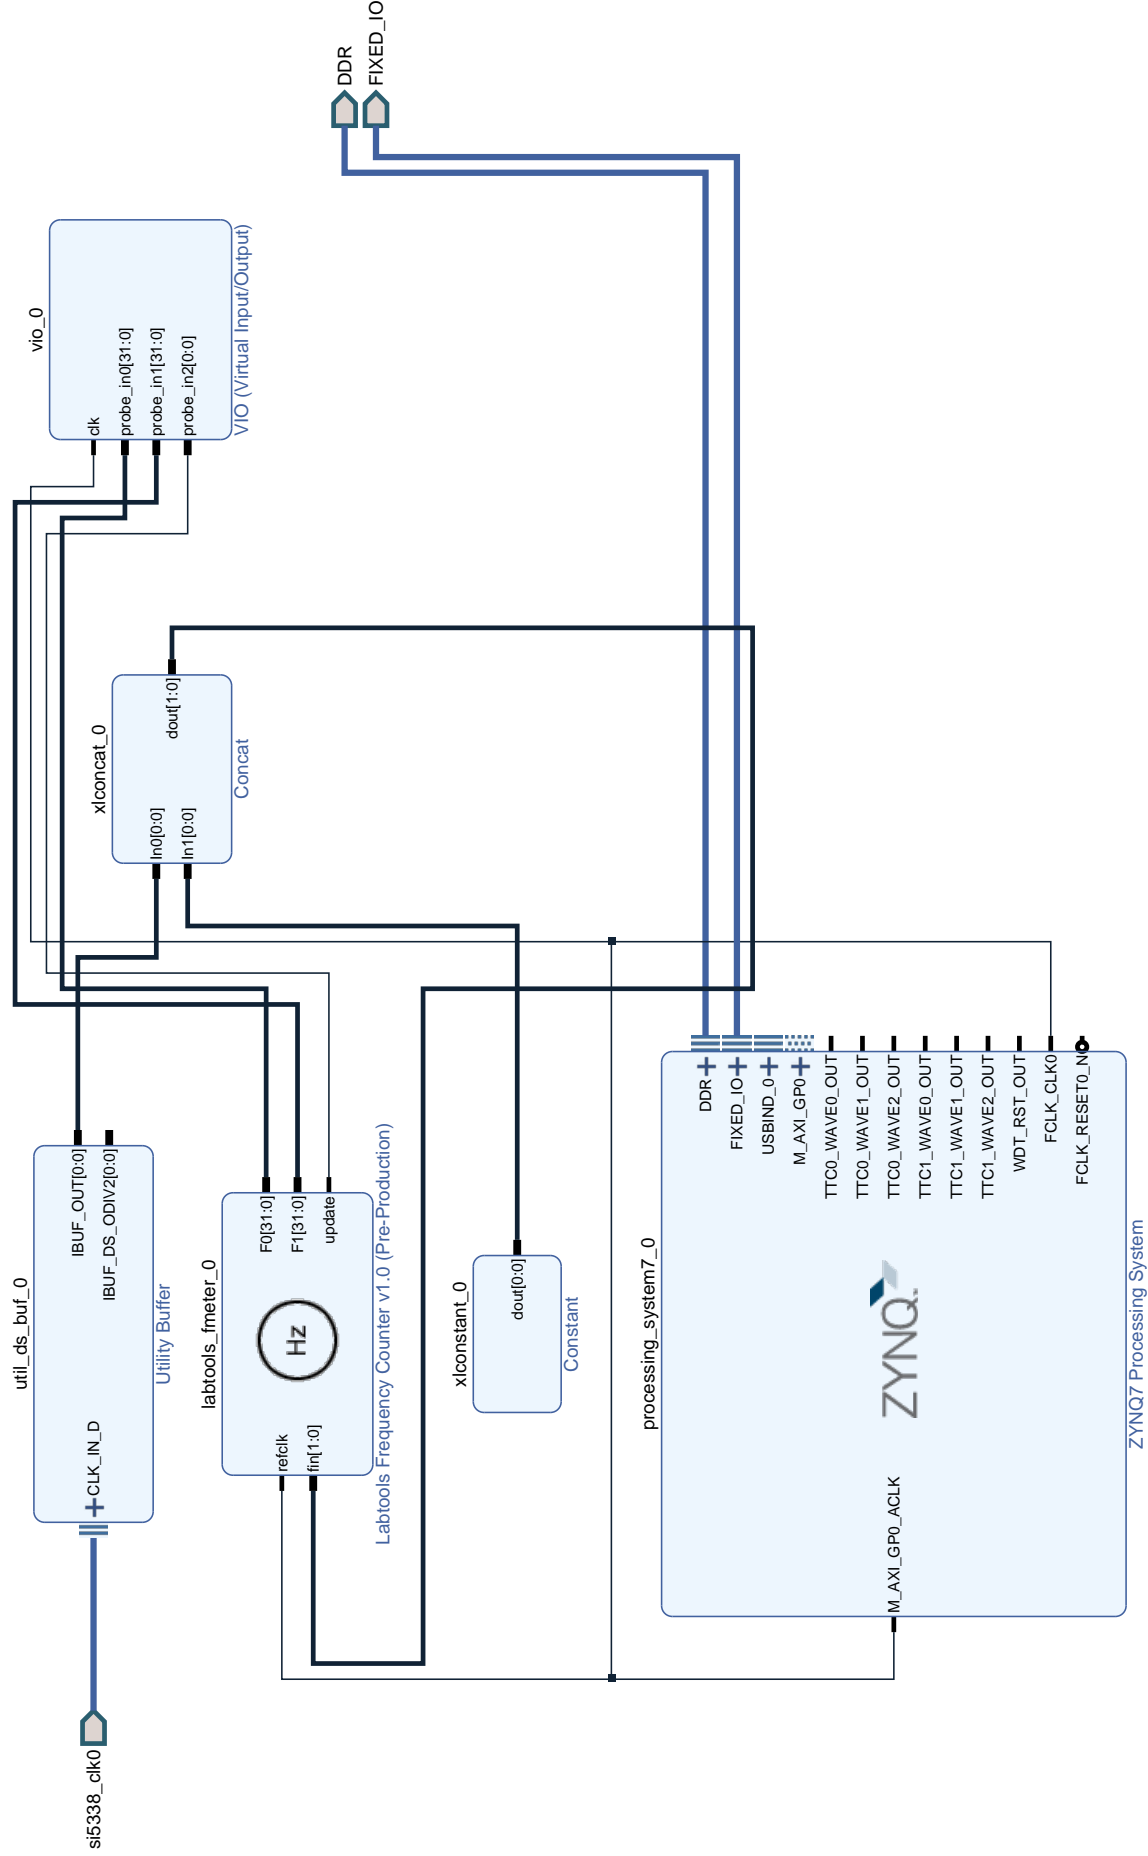 si5338_clk0
util_ds_buf_0
CLK_IN_D
IBUF_OUT[0:0]
IBUF_DS_ODIV2[0:0]
Utility Buffer
labtools_fmeter_0
refclk
fin[1:0]
Hz
F0[31:0]
F1[31:0]
update
Labtools Frequency Counter v1.0 (Pre-Production)
xlconstant_0
dout[0:0]
Constant
processing_system7_0
M_AXI_GP0_ACLK
ZYNQ
DDR
FIXED_IO
USBIND_0
M_AXI_GP0
TTC0_WAVE0_OUT
TTC0_WAVE1_OUT
TTC0_WAVE2_OUT
TTC1_WAVE0_OUT
TTC1_WAVE1_OUT
TTC1_WAVE2_OUT
WDT_RST_OUT
FCLK_CLK0
FCLK_RESET0_N
ZYNQ7 Processing System
xlconcat_0
In0[0:0]
In1[0:0]
dout[1:0]
Concat
vio_0
clk
probe_in0[31:0]
probe_in1[31:0]
probe_in2[0:0]
VIO (Virtual Input/Output)
DDR
FIXED_IO